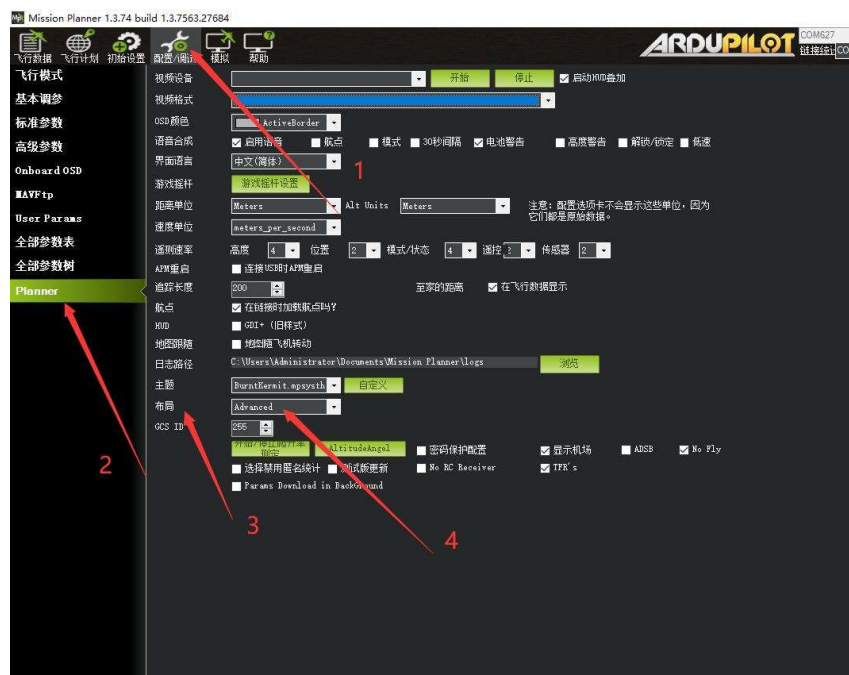 Mission Planner 1.3.74 build 1.3.7563.27684
飞行数据 飞行计划 初始设置 配置/调试 模拟 帮助
ARDUPILOT
COM627
链接统计
飞行模式
基本调参
标准参数
高级参数
Onboard OSD
MAVFtp
User Params
全部参数表
全部参数树
Planner
视频设备 开始 停止 启动HUD叠加
视频格式
OSD颜色 ActiveBorder
语音合成 启用语音 航点 模式 30秒间隔 电池警告 高度警告 解锁/锁定 低速
界面语言 中文(简体)
游戏摇杆 游戏摇杆设置
距离单位 Meters Alt Units Meters 注意: 配置选项卡不会显示这些单位, 因为
它们都是原始数据。
速度单位 meters_per_second
遥测速率 高度 4 位置 2 模式/状态 4 遥控 2 传感器 2
APM重启 连接USB时APM重启
追踪长度 200 至家的距离 在飞行数据显示
航点 在链接时加载航点吗?
HUD GDI+ (旧样式)
地图跟随 地图随飞机转动
日志路径 C:\Users\Administrator\Documents\Mission Planner\logs 浏览
主题 BurntKermit.mpsysth 自定义
布局 Advanced
GCS ID 255
AltitudeAngel 密码保护配置 显示机场 ADSB No Fly
选择禁用匿名统计 测试版更新 No RC Receiver TFR's
Params Download in BackGround
1
2
3
4